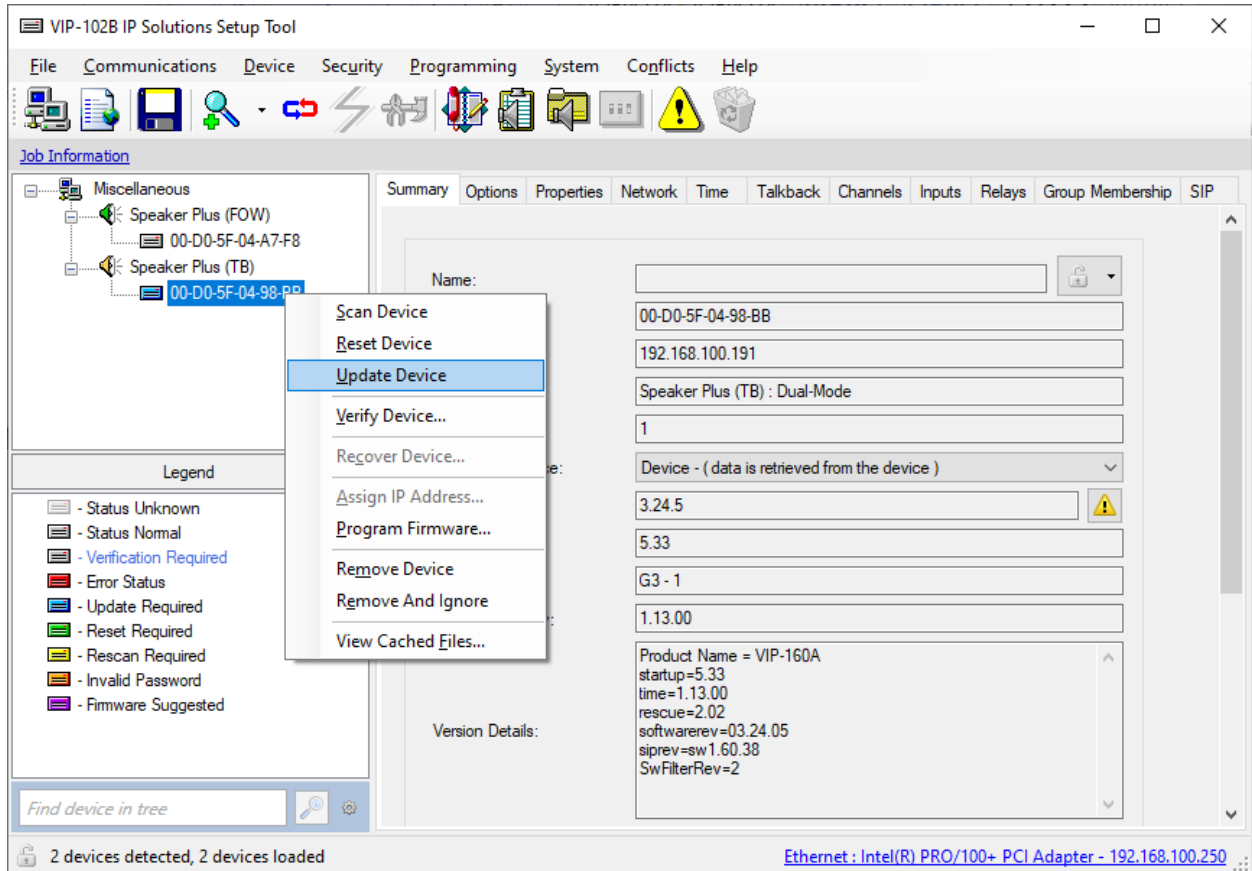 VIP-102B IP Solutions Setup Tool
File Communications Device Security Programming System Conflicts Help
Job Information
Miscellaneous
Speaker Plus (FOW)
00-D0-5F-04-A7-F8
Speaker Plus (TB)
00-D0-5F-04-98-BB
Scan Device
Reset Device
Update Device
Verify Device...
Recover Device...
Assign IP Address...
Program Firmware...
Remove Device
Remove And Ignore
View Cached Files...
Legend
- Status Unknown
- Status Normal
- Verification Required
- Error Status
- Update Required
- Reset Required
- Rescan Required
- Invalid Password
- Firmware Suggested
Find device in tree
Summary Options Properties Network Time Talkback Channels Inputs Relays Group Membership SIP
Name:
00-D0-5F-04-98-BB
192.168.100.191
Speaker Plus (TB) : Dual-Mode
1
Device - ( data is retrieved from the device )
3.24.5
5.33
G3 - 1
1.13.00
Version Details:
Product Name = VIP-160A
startup=5.33
time=1.13.00
rescue=2.02
softwarerev=03.24.05
siprev=sw1.60.38
SwFilterRev=2
2 devices detected, 2 devices loaded
Ethernet : Intel(R) PRO/100+ PCI Adapter - 192.168.100.250